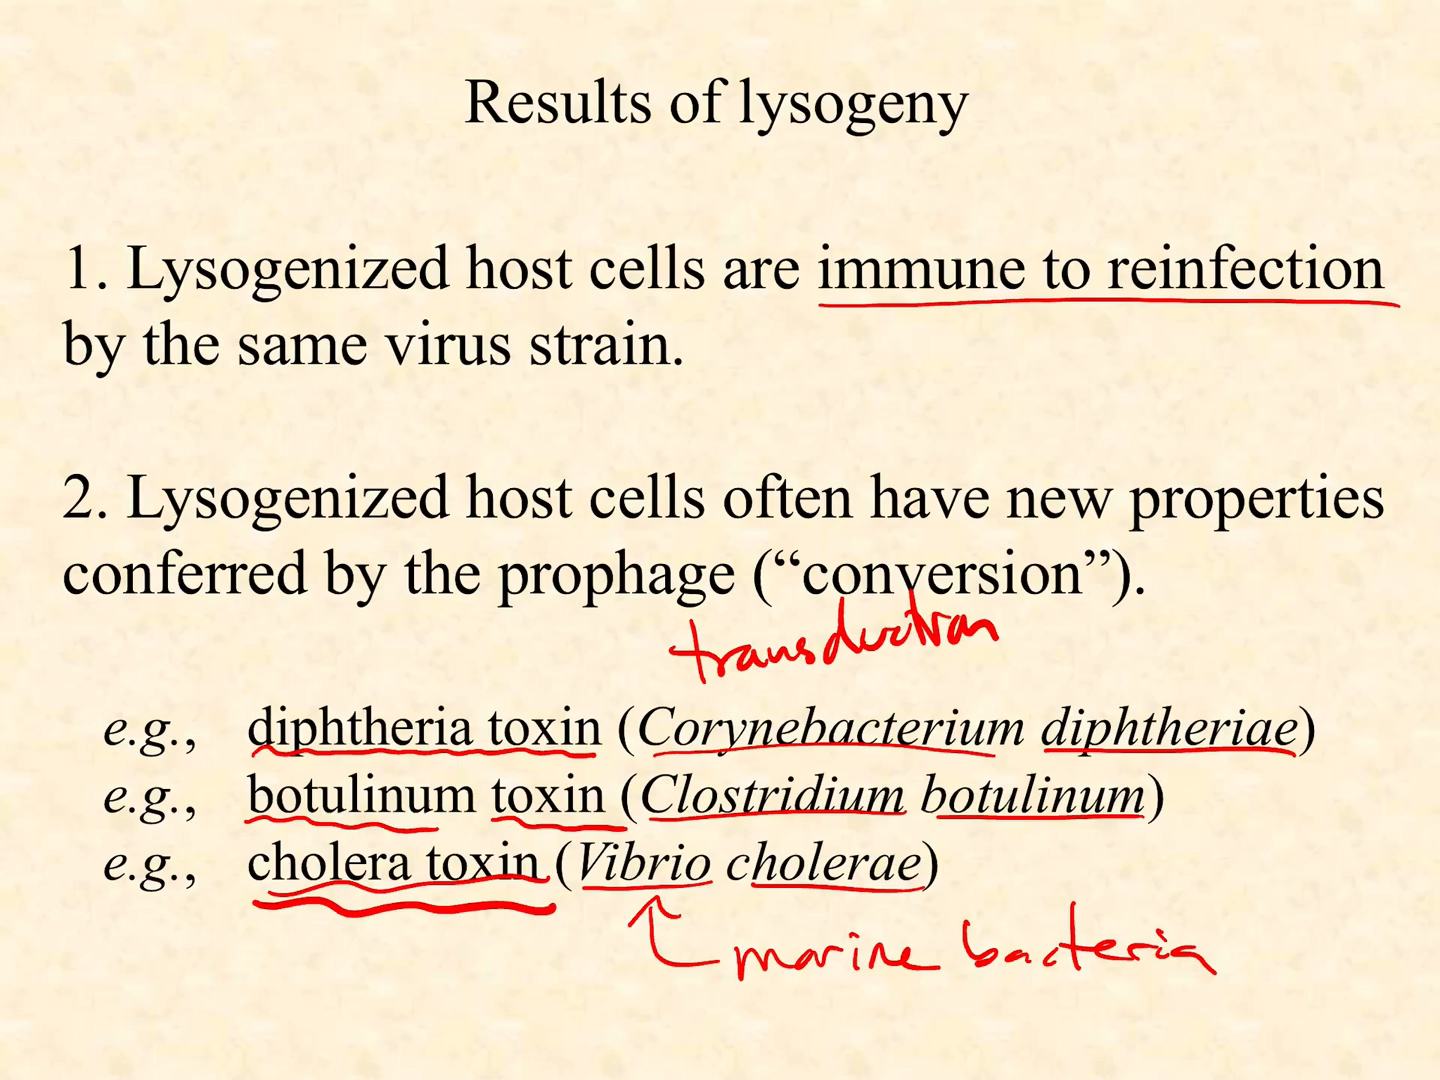 Results of lysogeny
1. Lysogenized host cells are immune to reinfection
by the same virus strain.
2. Lysogenized host cells often have new properties
conferred by the prophage (“conversion”).
transduction
e.g., diphtheria toxin (Corynebacterium diphtheriae)
e.g., botulinum toxin (Clostridium botulinum)
e.g., cholera toxin (Vibrio cholerae)
marine bacteria